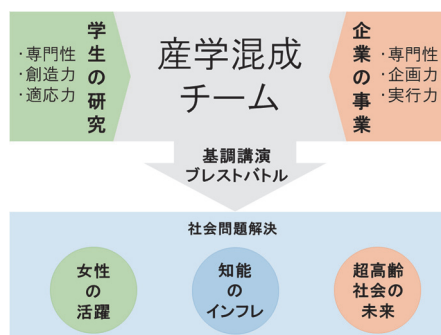 学生の研究
・専門性
・創造力
・適応力
産学混成
チーム
企業の事業
・専門性
・企画力
・実行力
基調講演
ブレストバトル
社会問題解決
女性
の
活躍
知能
の
インフレ
超高齢
社会の
未来